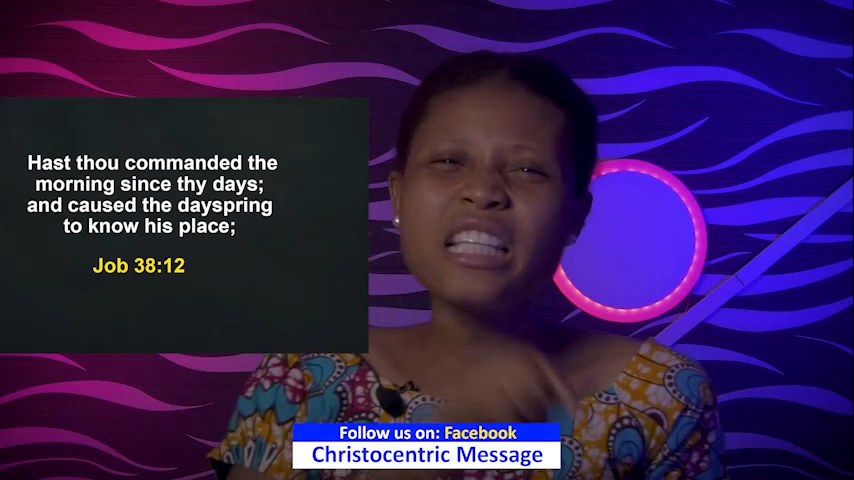 Hast thou commanded the
morning since thy days;
and caused the dayspring
to know his place;
Job 38:12
Follow us on: Facebook
Christocentric Message